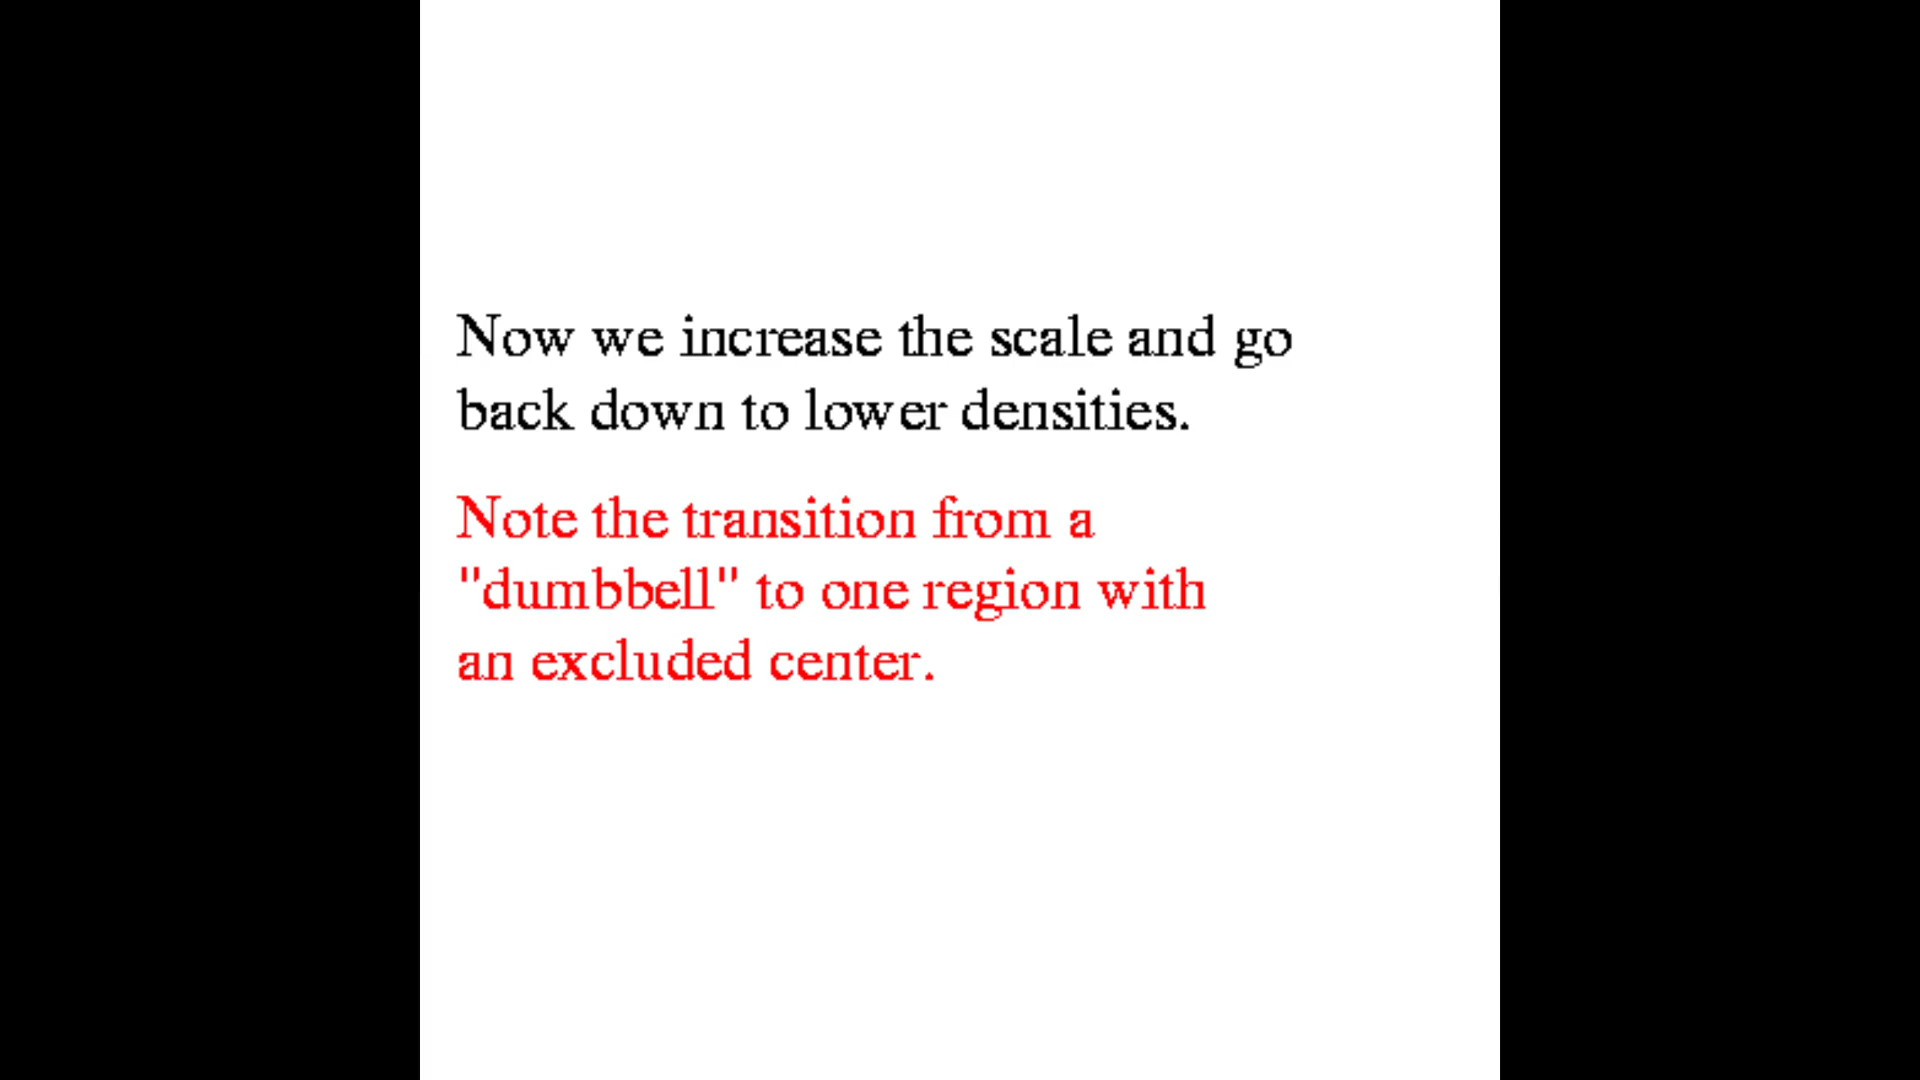 Now we increase the scale and go
back down to lower densities.
Note the transition from a
"dumbbell" to one region with
an excluded center.